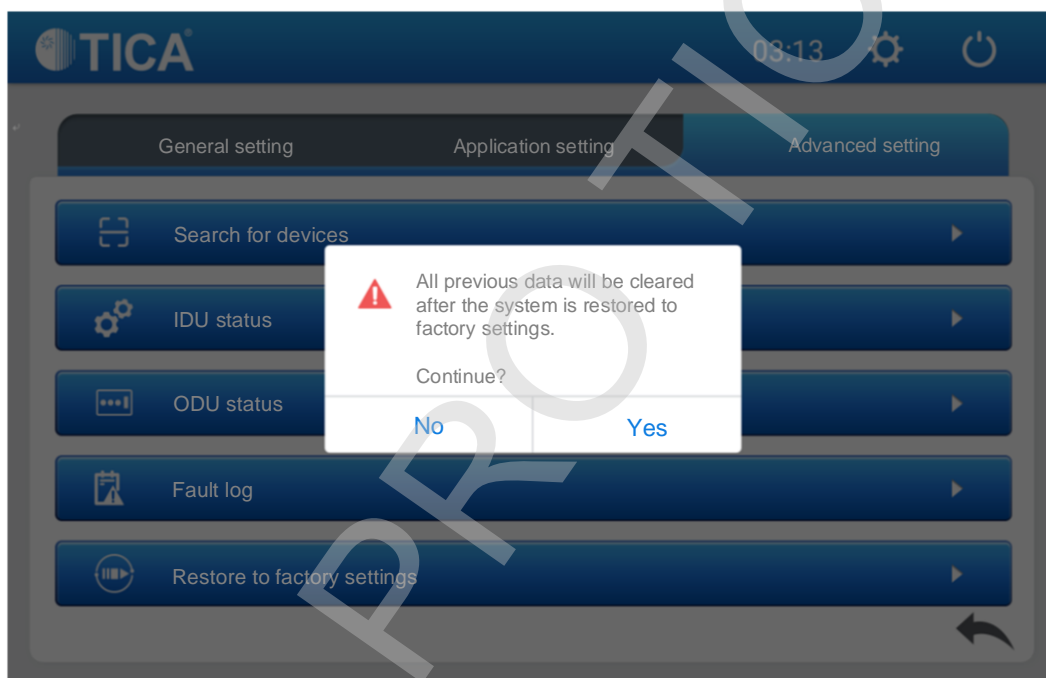 TICA
03:13
General setting
Application setting
Advanced setting
Search for devices
All previous data will be cleared
after the system is restored to
factory settings.
Continue?
IDU status
ODU status
No
Yes
Fault log
Restore to factory settings
PROTIC